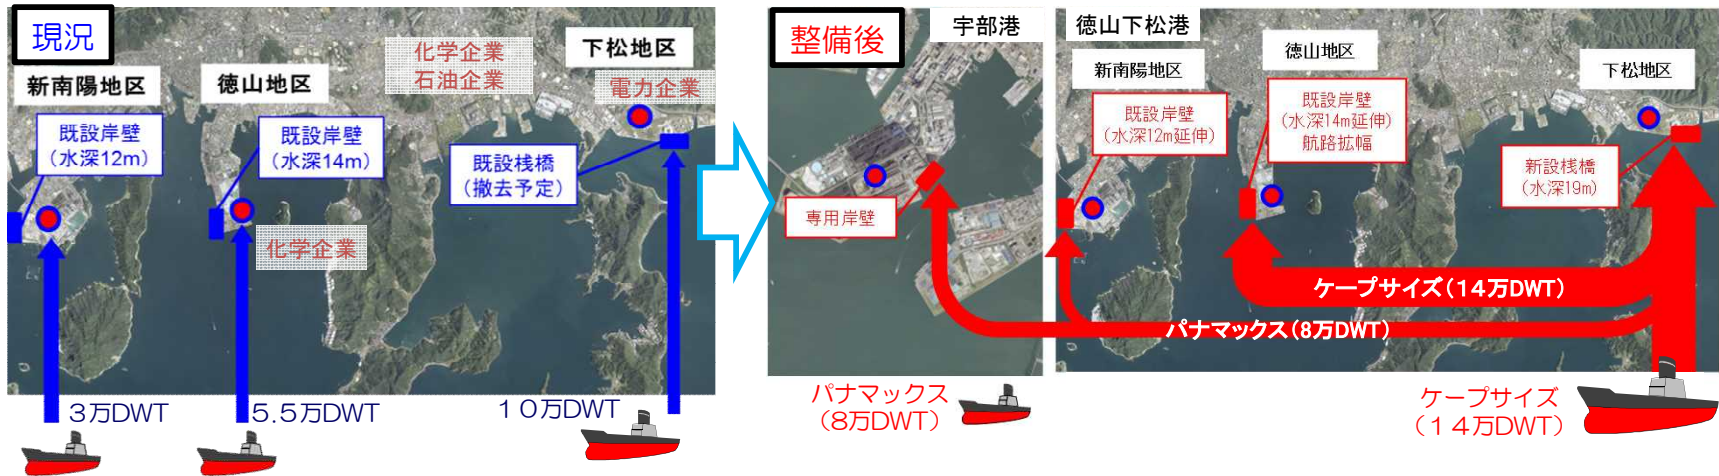 現況
新南陽地区
既設岸壁
（水深12m）
徳山地区
既設岸壁
（水深14m）
化学企業
化学企業
石油企業
下松地区
電力企業
既設桟橋
（撤去予定）
３万DWT
５.５万DWT
１０万DWT
整備後
宇部港
専用岸壁
パナマックス
（８万DWT）
徳山下松港
新南陽地区
既設岸壁
（水深12m延伸）
徳山地区
既設岸壁
（水深14m延伸）
航路拡幅
下松地区
新設桟橋
（水深19m）
ケープサイズ（１４万DWT）
パナマックス（８万DWT）
ケープサイズ
（１４万DWT）